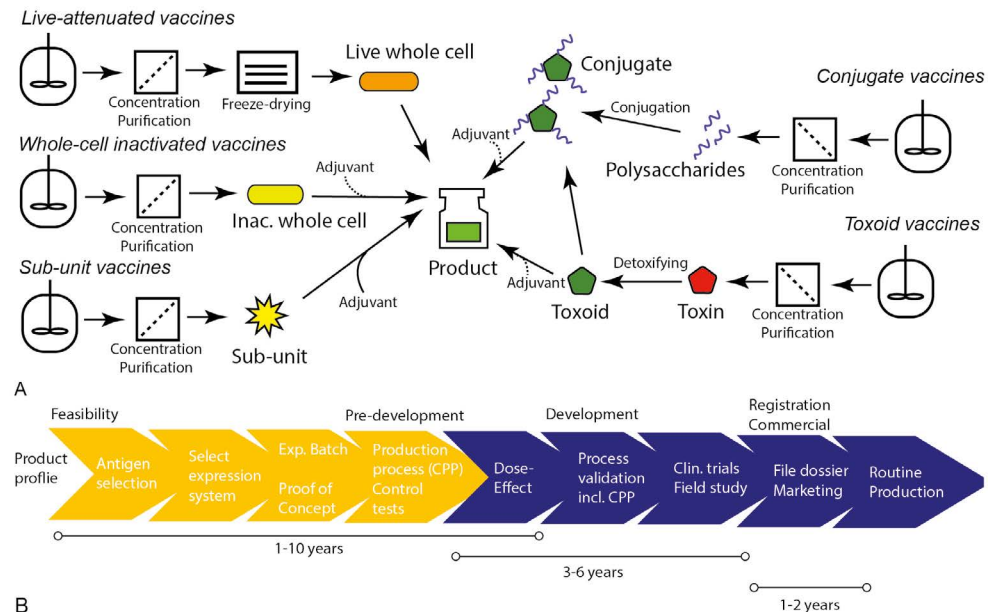 Live-attenuated vaccines
Concentration
Purification
Freeze-drying
Live whole cell
Whole-cell inactivated vaccines
Concentration
Purification
Inac. whole cell
Adjuvant
Sub-unit vaccines
Concentration
Purification
Sub-unit
Adjuvant
Product
Conjugate
Adjuvant
Conjugation
Polysaccharides
Conjugate vaccines
Concentration
Purification
Toxoid vaccines
Concentration
Purification
Toxin
Detoxifying
Toxoid
Adjuvant
A
Feasibility
Pre-development
Development
Registration
Commercial
Product
proflie
Antigen
selection
Select
expression
system
Exp. Batch
Proof of
Concept
Production
process (CPP)
Control
tests
Dose-
Effect
Process
validation
incl. CPP
Clin. trials
Field study
File dossier
Marketing
Routine
Production
1-10 years
3-6 years
1-2 years
B